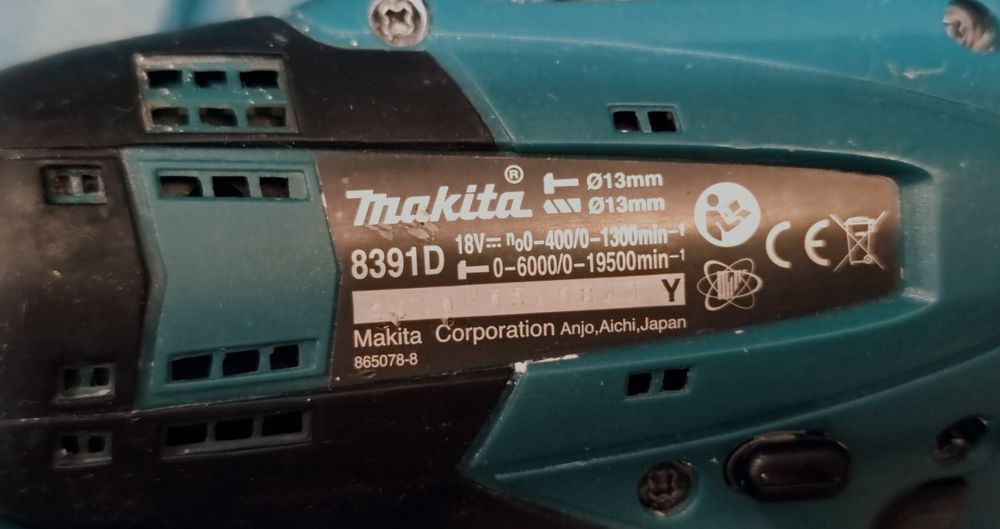 makita®
Ø13mm
Ø13mm
8391D
18V⎓ n₀0-400/0-1300min⁻¹
0-6000/0-19500min⁻¹
Y
Makita Corporation Anjo,Aichi,Japan
865078-8
CE